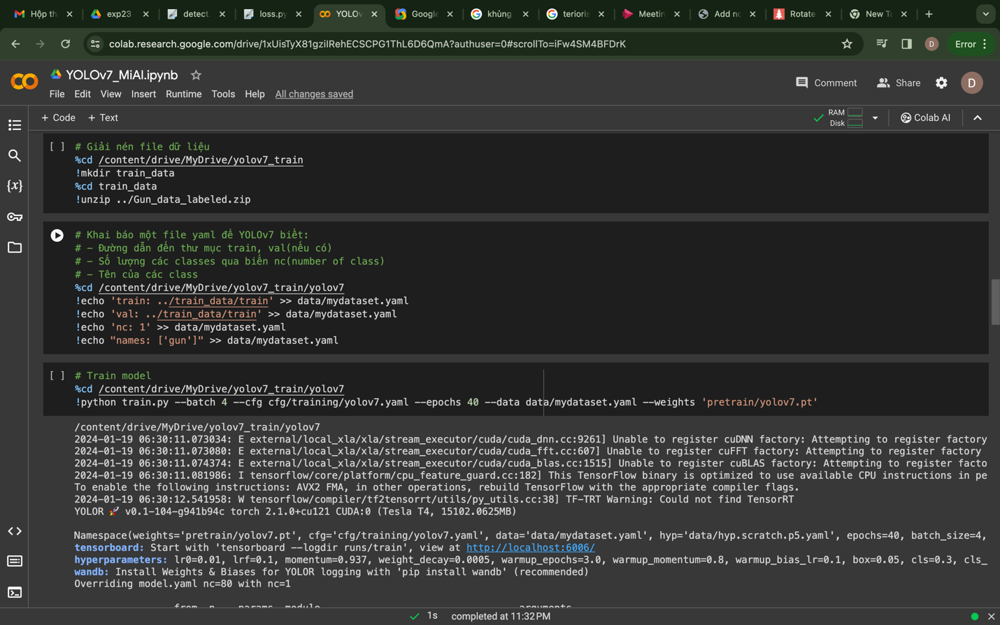 Hộp th
exp23
detect.
loss.py
YOLOv
Google
khủng
terioris
Meetin
Add no
Rotate
New Ta
colab.research.google.com/drive/1xUisTyX81gzilRehECSCPG1ThL6D6QmA?authuser=0#scrollTo=iFw4SM4BFDrK
D
Error
YOLOv7_MiAI.ipynb
File Edit View Insert Runtime Tools Help All changes saved
Comment
Share
D
+ Code + Text
RAM
Disk
Colab AI
[ ] # Giải nén file dữ liệu
%cd /content/drive/MyDrive/yolov7_train
!mkdir train_data
%cd train_data
!unzip ../Gun_data_labeled.zip
# Khai báo một file yaml để YOLOv7 biết:
# - Đường dẫn đến thư mục train, val(nếu có)
# - Số lượng các classes qua biến nc(number of class)
# - Tên của các class
%cd /content/drive/MyDrive/yolov7_train/yolov7
!echo 'train: ../train_data/train' >> data/mydataset.yaml
!echo 'val: ../train_data/train' >> data/mydataset.yaml
!echo 'nc: 1' >> data/mydataset.yaml
!echo "names: ['gun']" >> data/mydataset.yaml
[ ] # Train model
%cd /content/drive/MyDrive/yolov7_train/yolov7
!python train.py --batch 4 --cfg cfg/training/yolov7.yaml --epochs 40 --data data/mydataset.yaml --weights 'pretrain/yolov7.pt'
/content/drive/MyDrive/yolov7_train/yolov7
2024-01-19 06:30:11.073034: E external/local_xla/xla/stream_executor/cuda/cuda_dnn.cc:9261] Unable to register cuDNN factory: Attempting to register factory
2024-01-19 06:30:11.073080: E external/local_xla/xla/stream_executor/cuda/cuda_fft.cc:607] Unable to register cuFFT factory: Attempting to register factory
2024-01-19 06:30:11.074374: E external/local_xla/xla/stream_executor/cuda/cuda_blas.cc:1515] Unable to register cuBLAS factory: Attempting to register facto
2024-01-19 06:30:11.081986: I tensorflow/core/platform/cpu_feature_guard.cc:182] This TensorFlow binary is optimized to use available CPU instructions in pe
To enable the following instructions: AVX2 FMA, in other operations, rebuild TensorFlow with the appropriate compiler flags.
2024-01-19 06:30:12.541958: W tensorflow/compiler/tf2tensorrt/utils/py_utils.cc:38] TF-TRT Warning: Could not find TensorRT
YOLOR 🚀 v0.1-104-g941b94c torch 2.1.0+cu121 CUDA:0 (Tesla T4, 15102.0625MB)
Namespace(weights='pretrain/yolov7.pt', cfg='cfg/training/yolov7.yaml', data='data/mydataset.yaml', hyp='data/hyp.scratch.p5.yaml', epochs=40, batch_size=4,
tensorboard: Start with 'tensorboard --logdir runs/train', view at http://localhost:6006/
hyperparameters: lr0=0.01, lrf=0.1, momentum=0.937, weight_decay=0.0005, warmup_epochs=3.0, warmup_momentum=0.8, warmup_bias_lr=0.1, box=0.05, cls=0.3, cls_
wandb: Install Weights & Biases for YOLOR logging with 'pip install wandb' (recommended)
Overriding model.yaml nc=80 with nc=1
from n params module arguments
1s completed at 11:32 PM